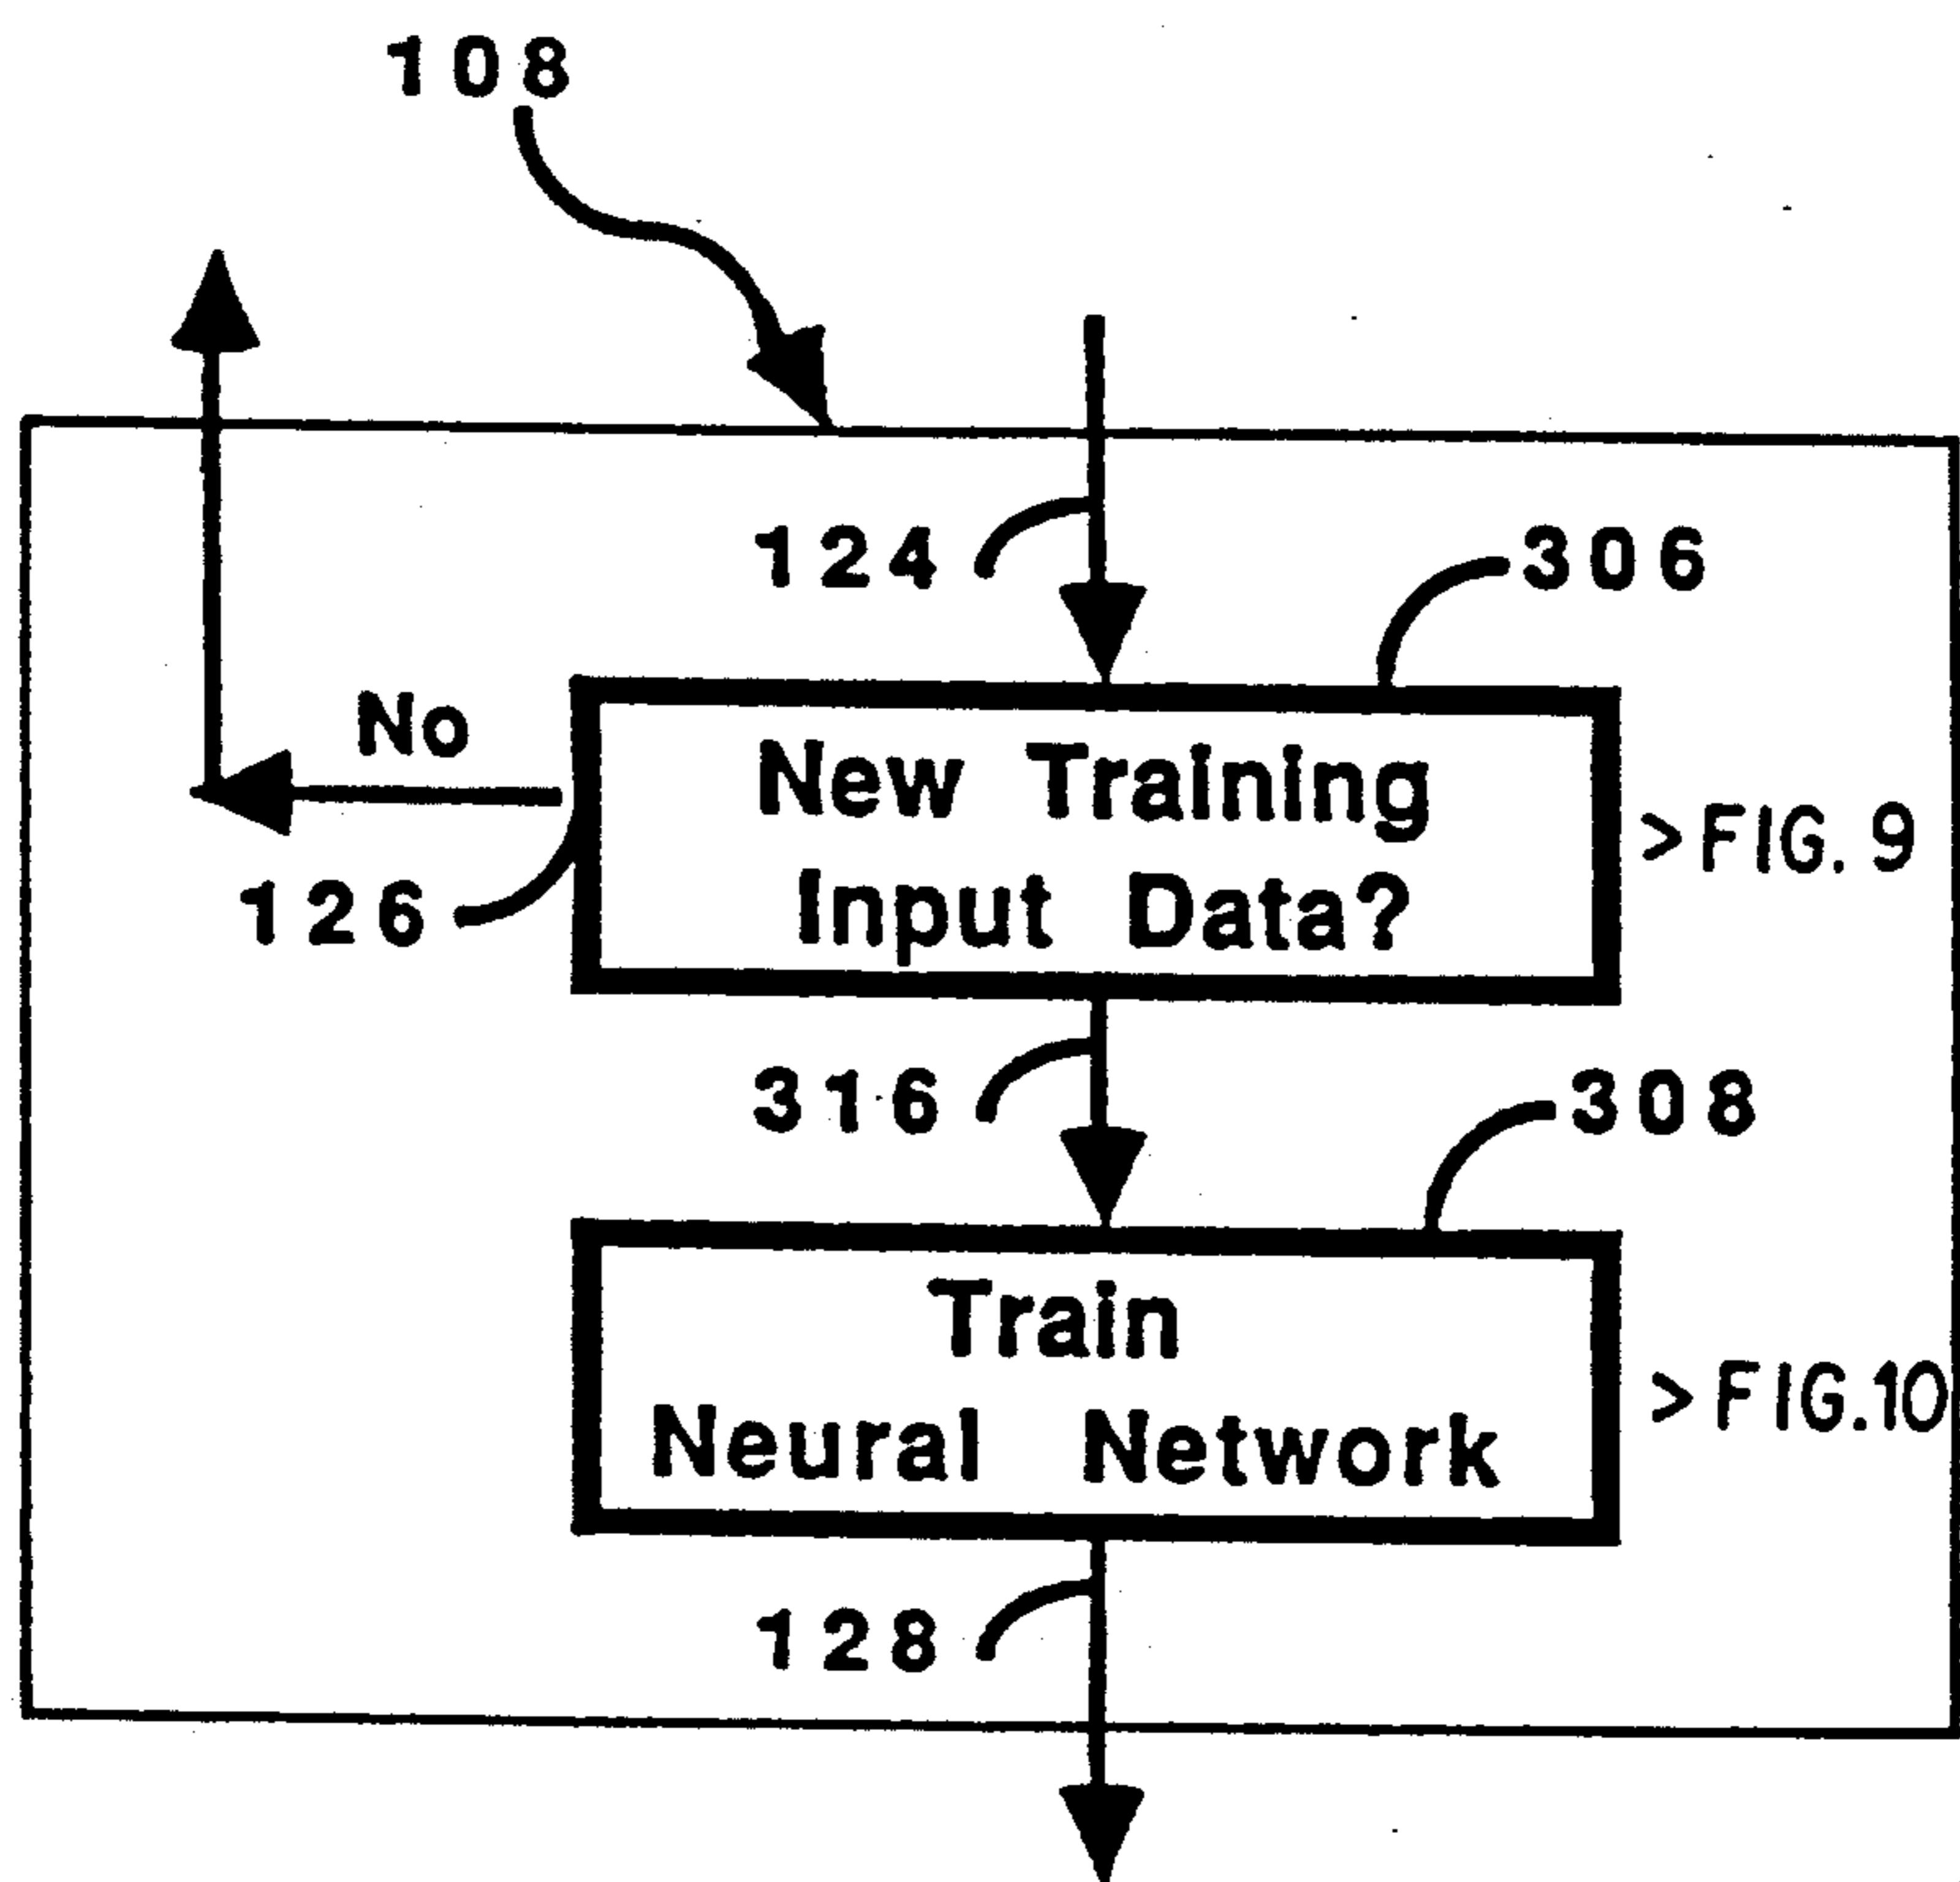 108
124
306
No
New Training
Input Data?
>FIG. 9
126
316
308
Train
Neural Network
>FIG.10
128